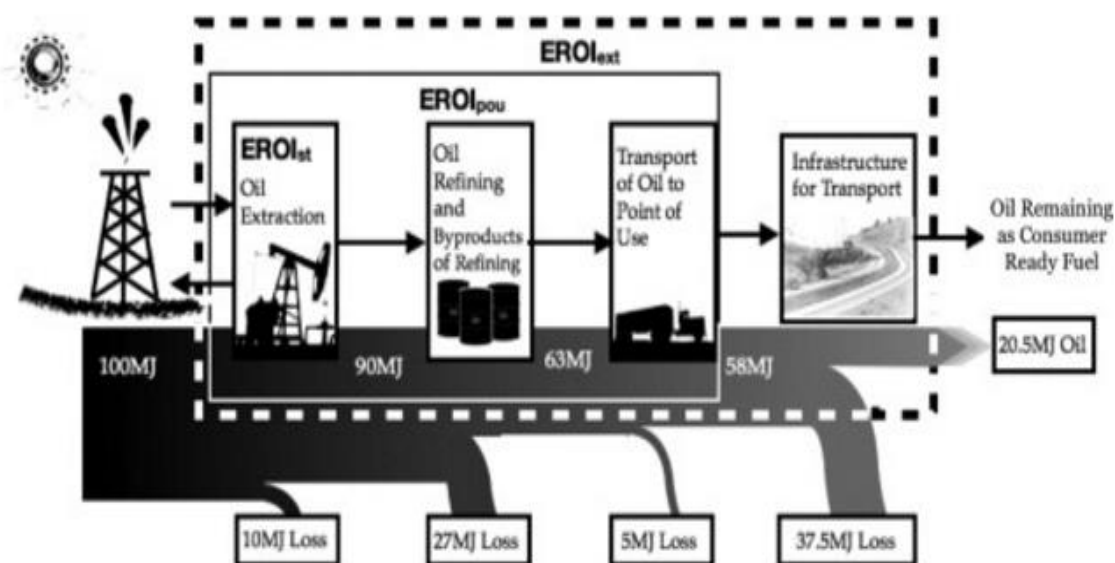 EROIext
EROIpou
EROIst
Oil
Extraction
Oil
Refining
and
Byproducts
of Refining
Transport
of Oil to
Point of
Use
Infrastructure
for Transport
Oil Remaining
as Consumer
Ready Fuel
100MJ
90MJ
63MJ
58MJ
20.5MJ Oil
10MJ Loss
27MJ Loss
5MJ Loss
37.5MJ Loss